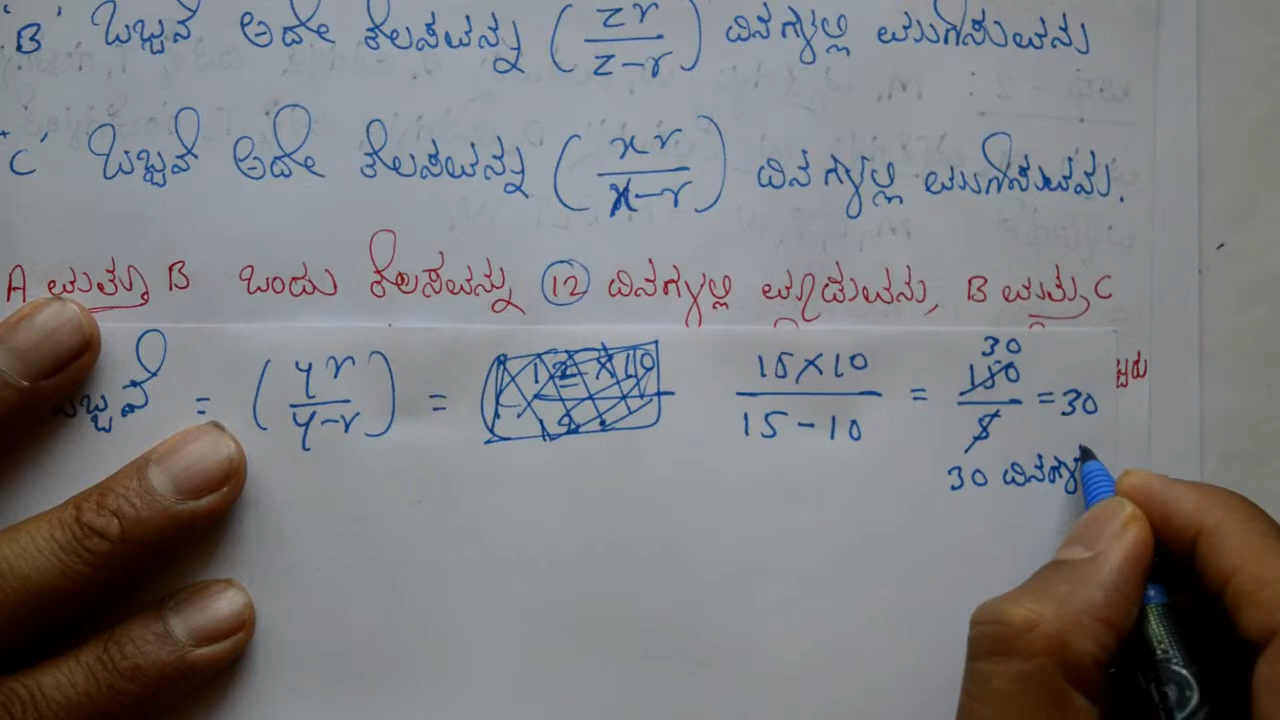 'B' ಒಬ್ಬನೆ ಅದೇ ಕೆಲಸವನ್ನು (zr / z-r) ದಿನಗಳಲ್ಲಿ ಮುಗಿಸುವನು
'C' ಒಬ್ಬನೆ ಅದೇ ಕೆಲಸವನ್ನು (xr / x-r) ದಿನಗಳಲ್ಲಿ ಮುಗಿಸುವನು.
A ಮತ್ತು B ಒಂದು ಕೆಲಸವನ್ನು 12 ದಿನಗಳಲ್ಲಿ ಮಾಡುವನು, B ಮತ್ತು C
ಒಬ್ಬನೆ = (yr / y-r) = 15×10 / 15-10 = 30 150 / 5 = 30
30 ದಿನಗಳ